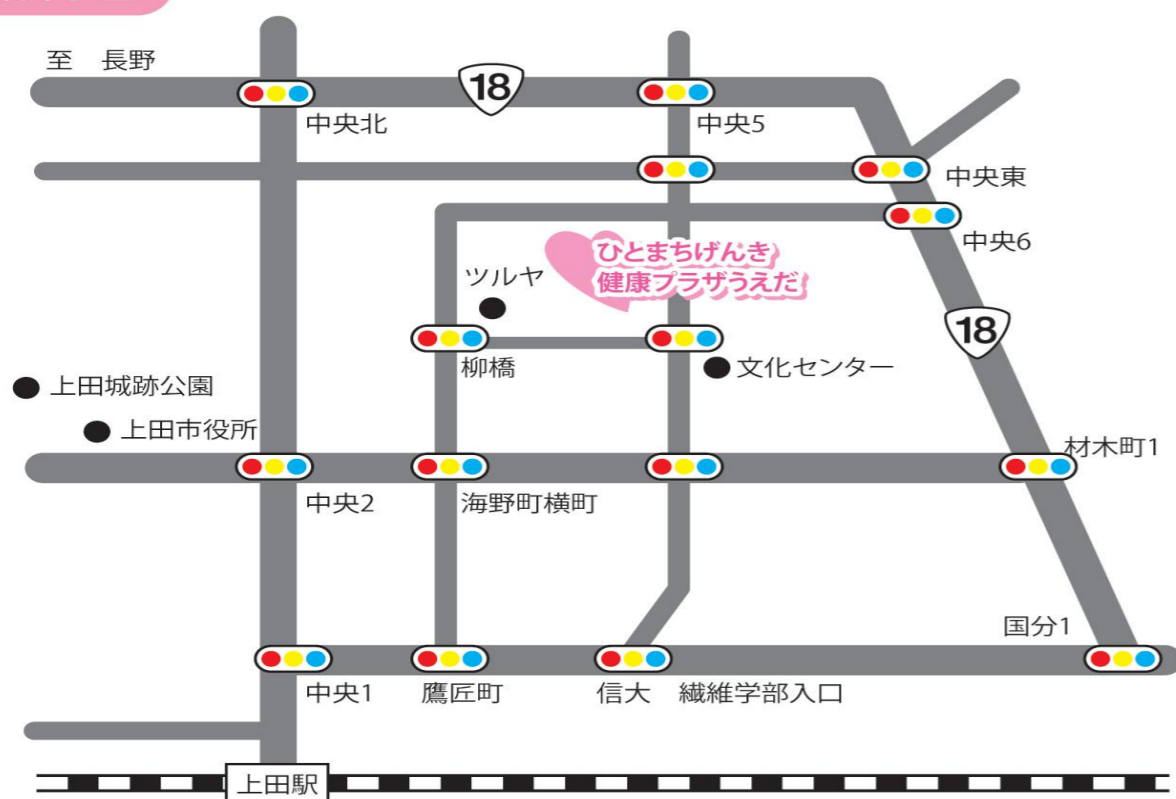 至　長野
18
中央北
中央5
中央東
中央6
ひとまちげんき
健康プラザうえだ
ツルヤ
18
柳橋
文化センター
上田城跡公園
上田市役所
材木町1
中央2
海野町横町
国分1
中央1
鷹匠町
信大　繊維学部入口
上田駅